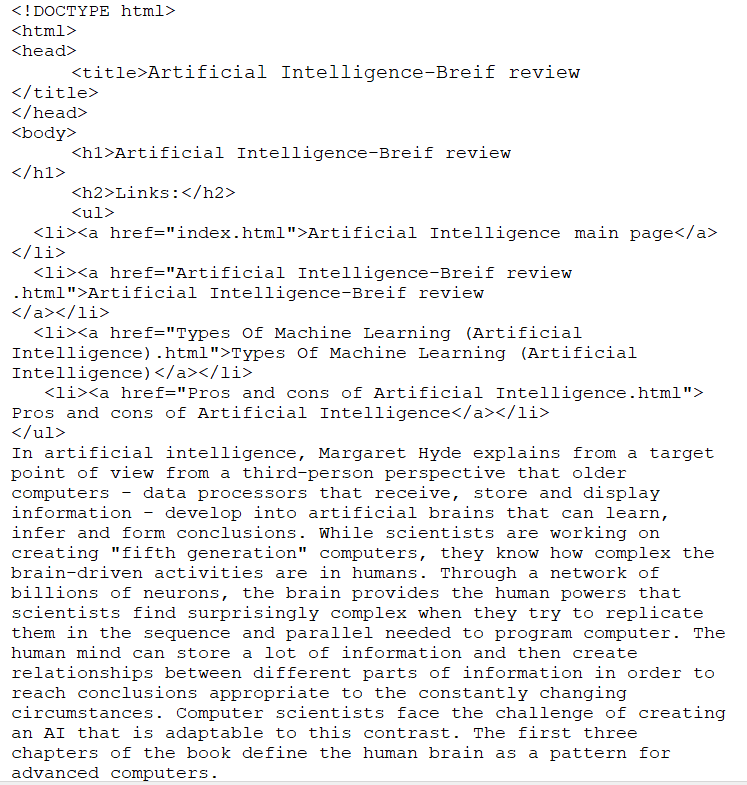 <!DOCTYPE html>
<html>
<head>
<title>Artificial Intelligence-Breif review
</title>
</head>
<body>
<h1>Artificial Intelligence-Breif review
</h1>
<h2>Links:</h2>
<ul>
<li><a href="index.html">Artificial Intelligence main page</a>
</li>
<li><a href="Artificial Intelligence-Breif review
.html">Artificial Intelligence-Breif review
</a></li>
<li><a href="Types Of Machine Learning (Artificial
Intelligence).html">Types Of Machine Learning (Artificial
Intelligence)</a></li>
<li><a href="Pros and cons of Artificial Intelligence.html">
Pros and cons of Artificial Intelligence</a></li>
</ul>
In artificial intelligence, Margaret Hyde explains from a target
point of view from a third-person perspective that older
computers - data processors that receive, store and display
information - develop into artificial brains that can learn,
infer and form conclusions. While scientists are working on
creating "fifth generation" computers, they know how complex the
brain-driven activities are in humans. Through a network of
billions of neurons, the brain provides the human powers that
scientists find surprisingly complex when they try to replicate
them in the sequence and parallel needed to program computer. The
human mind can store a lot of information and then create
relationships between different parts of information in order to
reach conclusions appropriate to the constantly changing
circumstances. Computer scientists face the challenge of creating
an AI that is adaptable to this contrast. The first three
chapters of the book define the human brain as a pattern for
advanced computers.